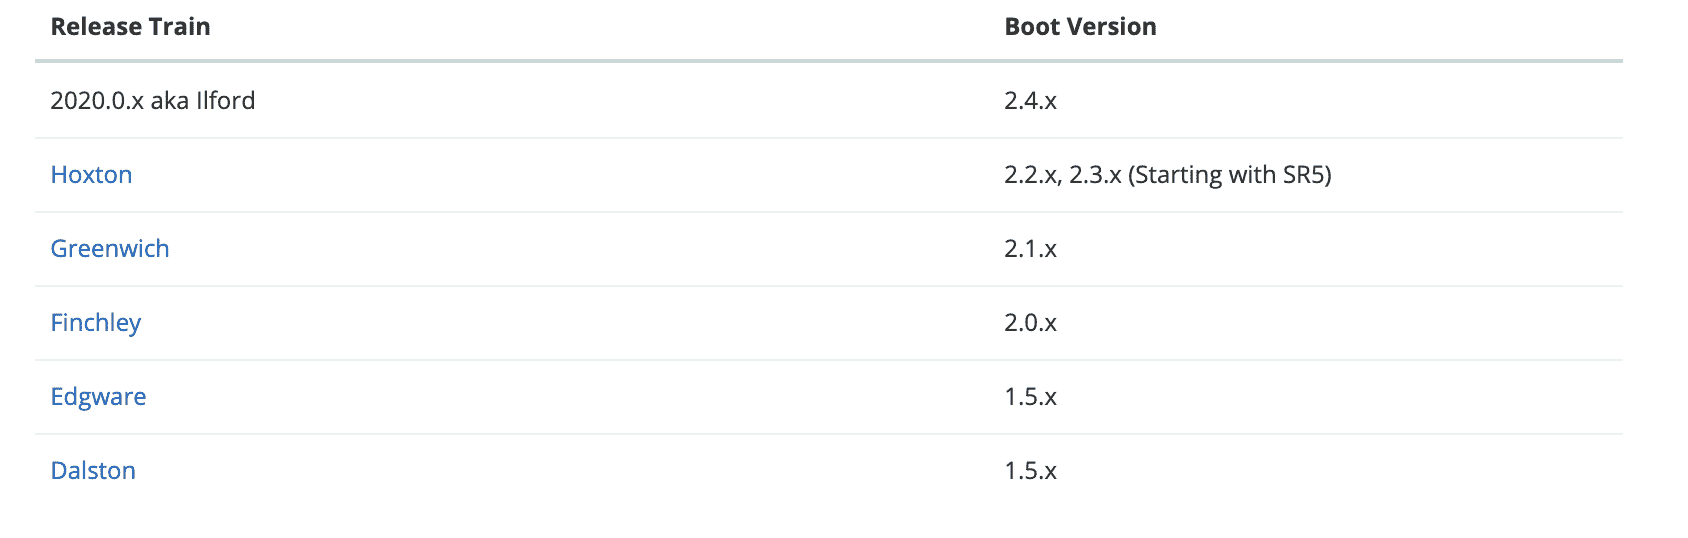 Release Train Boot Version
2020.0.x aka Ilford 2.4.x
Hoxton 2.2.x, 2.3.x (Starting with SR5)
Greenwich 2.1.x
Finchley 2.0.x
Edgware 1.5.x
Dalston 1.5.x